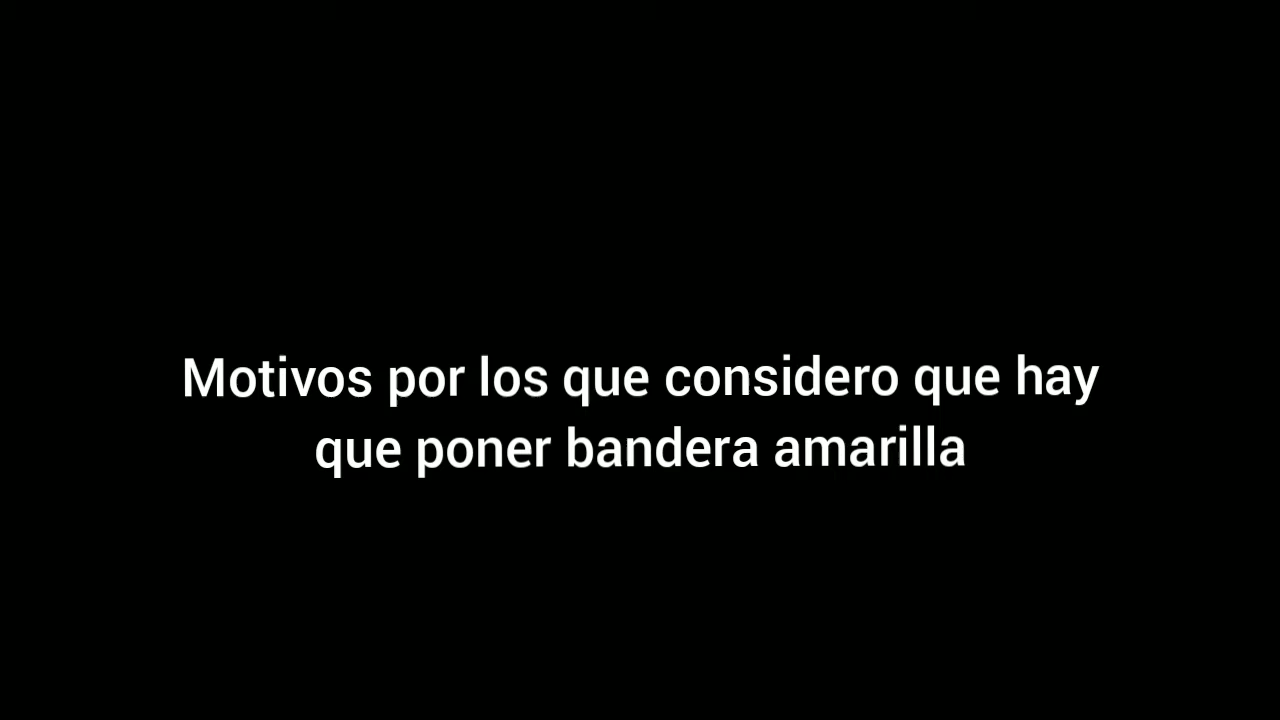 Motivos por los que considero que hay
que poner bandera amarilla